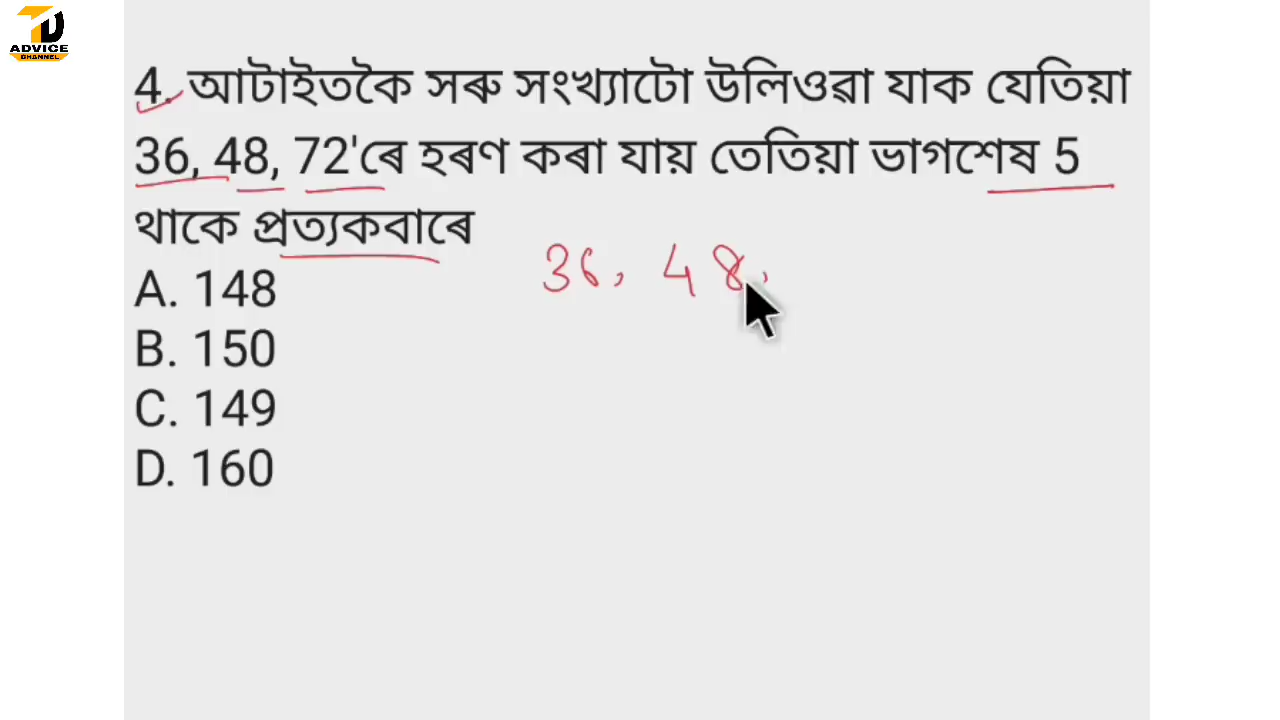 TD
ADVICE
CHANNEL
4. আটাইতকৈ সৰু সংখ্যাটো উলিওৱা যাক যেতিয়া
36, 48, 72'ৰে হৰণ কৰা যায় তেতিয়া ভাগশেষ 5
থাকে প্ৰত্যকবাৰে
36, 48,
A. 148
B. 150
C. 149
D. 160